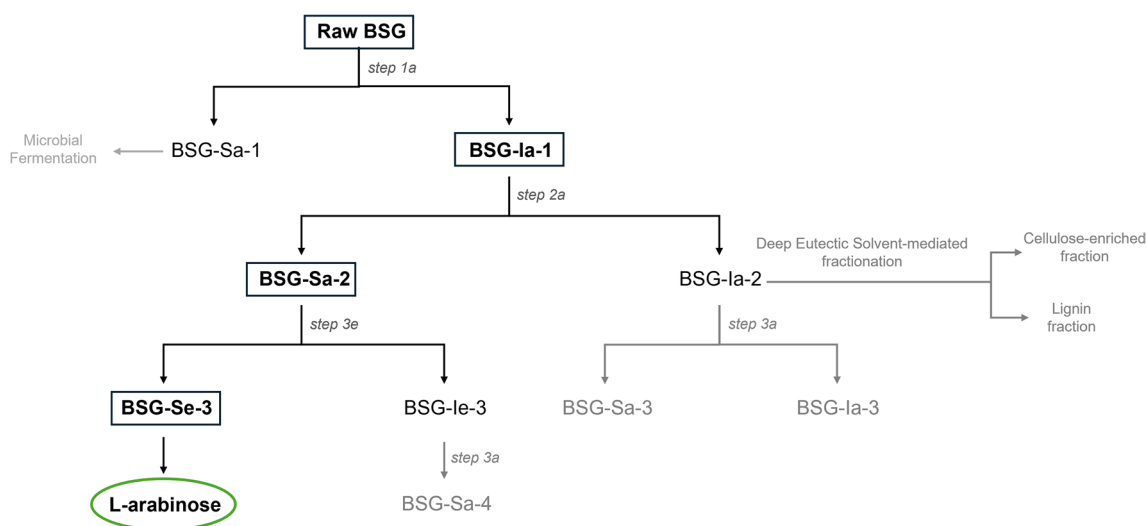 Raw BSG
step 1a
Microbial
Fermentation
BSG-Sa-1
BSG-Ia-1
step 2a
Deep Eutectic Solvent-mediated
fractionation
Cellulose-enriched
fraction
BSG-Sa-2
BSG-Ia-2
Lignin
fraction
step 3e
step 3a
BSG-Se-3
BSG-Ie-3
BSG-Sa-3
BSG-Ia-3
step 3a
L-arabinose
BSG-Sa-4